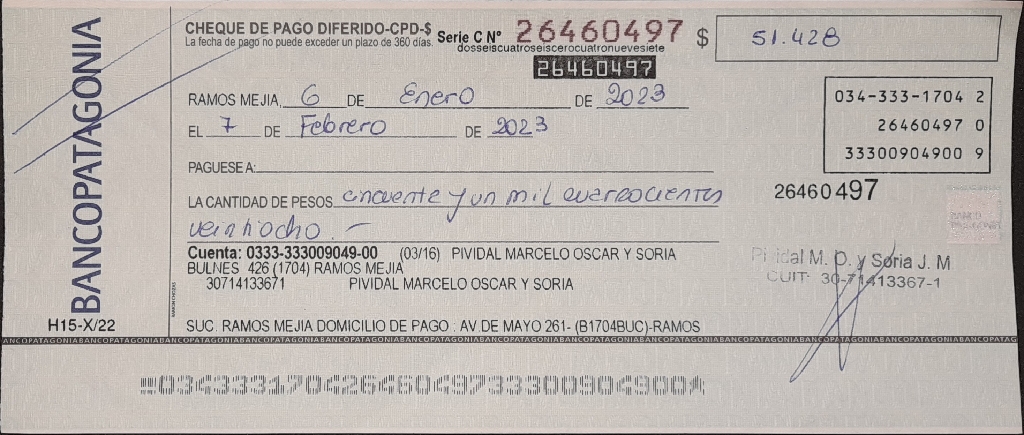 BANCOPATAGONIA
H15-X/22
CHEQUE DE PAGO DIFERIDO-CPD-$
La fecha de pago no puede exceder un plazo de 360 días.
Serie C Nº 26460497 $ 51.428
dosseiscuatroseiscerocuatronuevesiete
26460497
RAMOS MEJIA, 6 DE Enero DE 2023
EL 7 DE Febrero DE 2023
034-333-1704 2
26460497 0
33300904900 9
PAGUESE A:
26460497
LA CANTIDAD DE PESOS cincuenta y un mil cuatrocientos
veintiocho. -
Cuenta: 0333-333009049-00 (03/16) PIVIDAL MARCELO OSCAR Y SORIA
BULNES 426 (1704) RAMOS MEJIA
30714133671 PIVIDAL MARCELO OSCAR Y SORIA
Pividal M. O. y Soria J. M
CUIT: 30-71413367-1
SUC. RAMOS MEJIA DOMICILIO DE PAGO : AV.DE MAYO 261- (B1704BUC)-RAMOS
BANCOPATAGONIABANCOPATAGONIABANCOPATAGONIABANCOPATAGONIABANCOPATAGONIABANCOPATAGONIABANCOPATAGONIABANCOPATAGONIABANCOPATAGONIABANCOPATAGONIABANCOPATAGONIA
03433317042646049733300904900